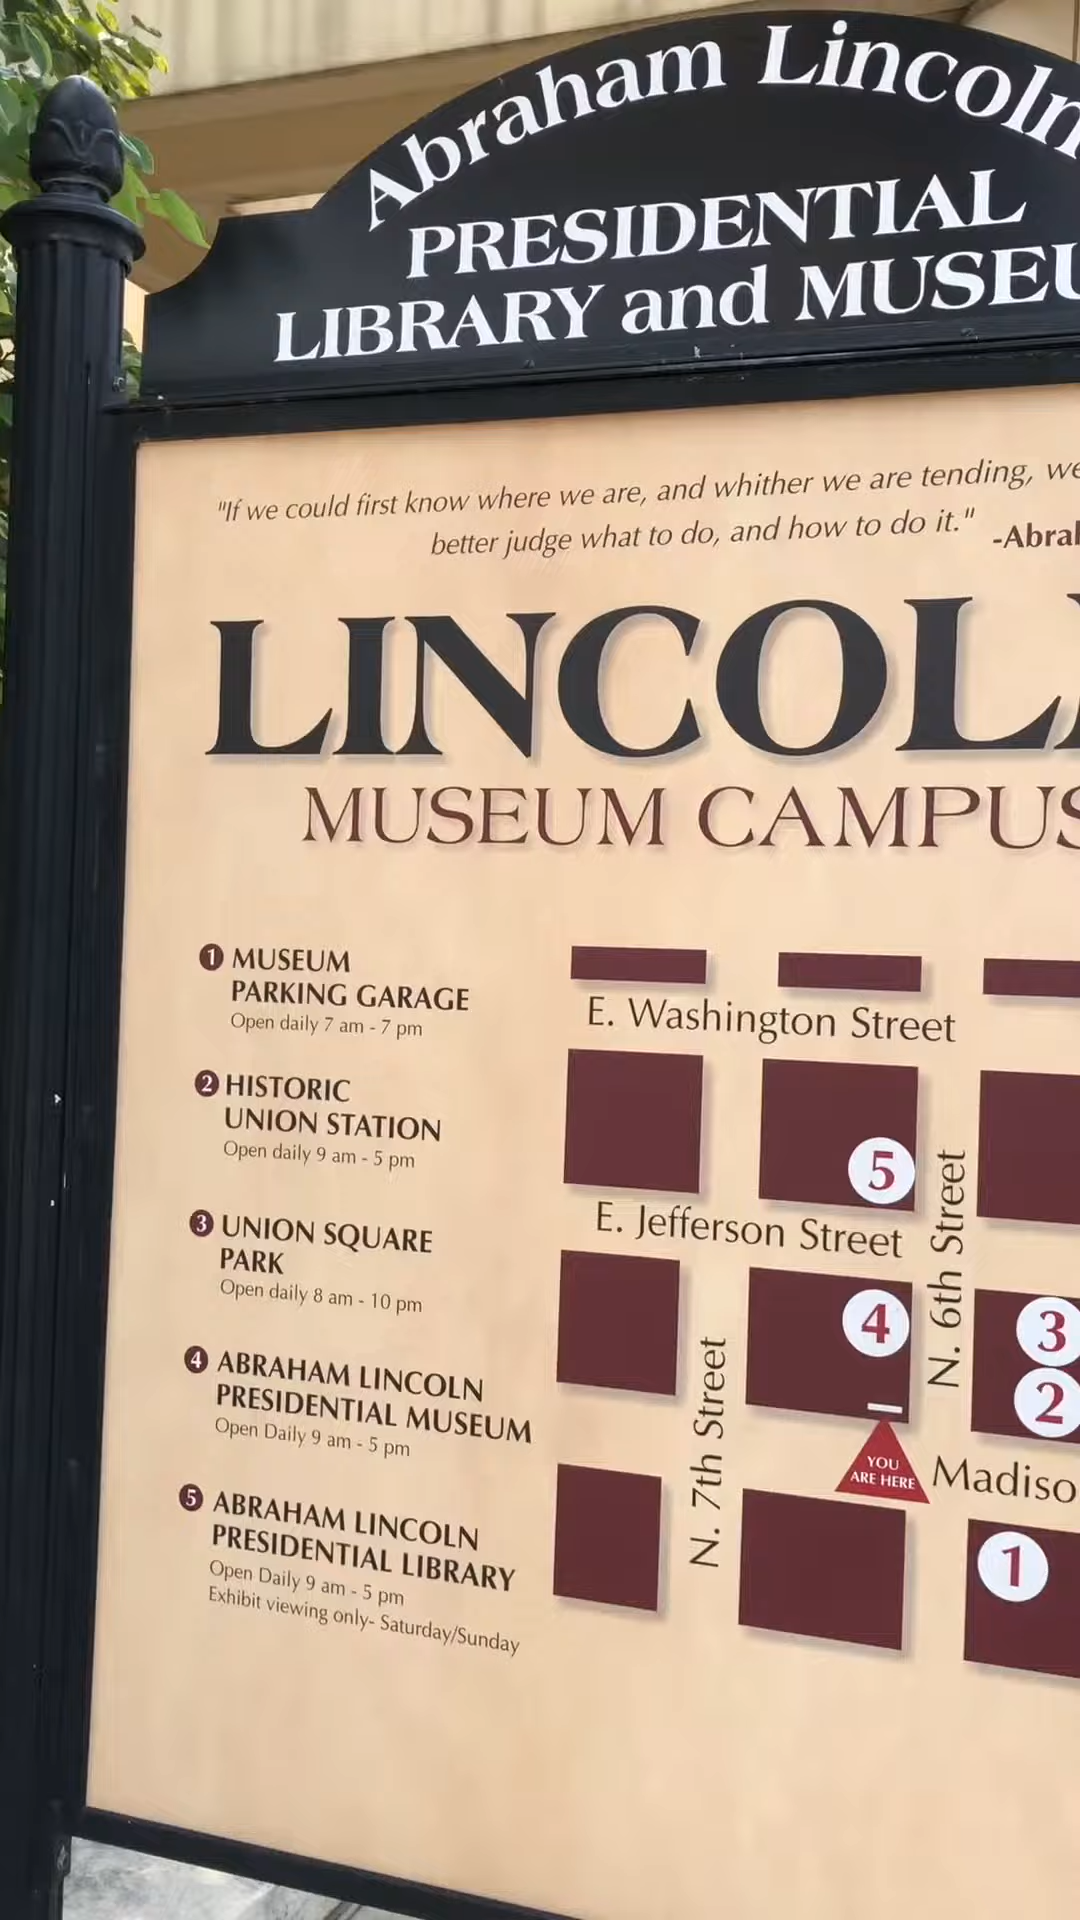 Abraham Lincoln
PRESIDENTIAL
LIBRARY and
"If we could first know where we are, and whither we are tending, we
better judge what to do, and how to do it."
MUSEUM CAMPUS
1 MUSEUM
PARKING GARAGE
Open daily 7 am - 7 pm
2 HISTORIC
UNION STATION
Open daily 9 am - 5 pm
3 UNION SQUARE
PARK
Open daily 8 am - 10 pm
4 ABRAHAM LINCOLN
PRESIDENTIAL MUSEUM
Open Daily 9 am - 5 pm
5 ABRAHAM LINCOLN
PRESIDENTIAL LIBRARY
Open Daily 9 am - 5 pm
Exhibit viewing only- Saturday/Sunday
E. Washington Street
5
E. Jefferson Street
N. 6th Street
4
3
2
N. 7th Street
YOU
ARE HERE
1